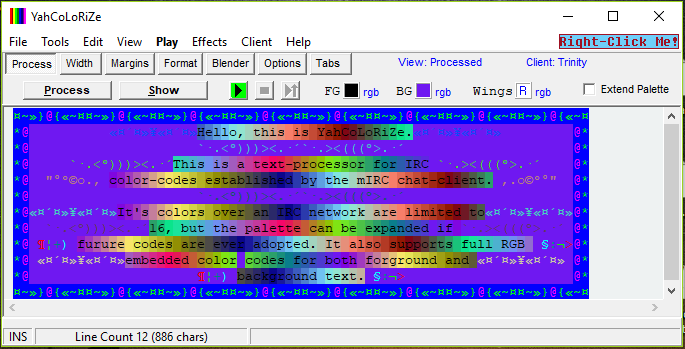 YahCoLoRiZe
File Tools Edit View Play Effects Client Help Right-Click Me!
Process Width Margins Format Blender Options Tabs View: Processed Client: Trinity
Process Show FG rgb BG rgb Wings R rgb Extend Palette
Hello, this is YahCoLoRiZe.
This is a text-processor for IRC
color-codes established by the mIRC chat-client.
It's colors over an IRC network are limited to
16, but the palette can be expanded if
future codes are ever adopted. It also supports full RGB
embedded color codes for both foreground and
background text.
INS Line Count 12 (886 chars)